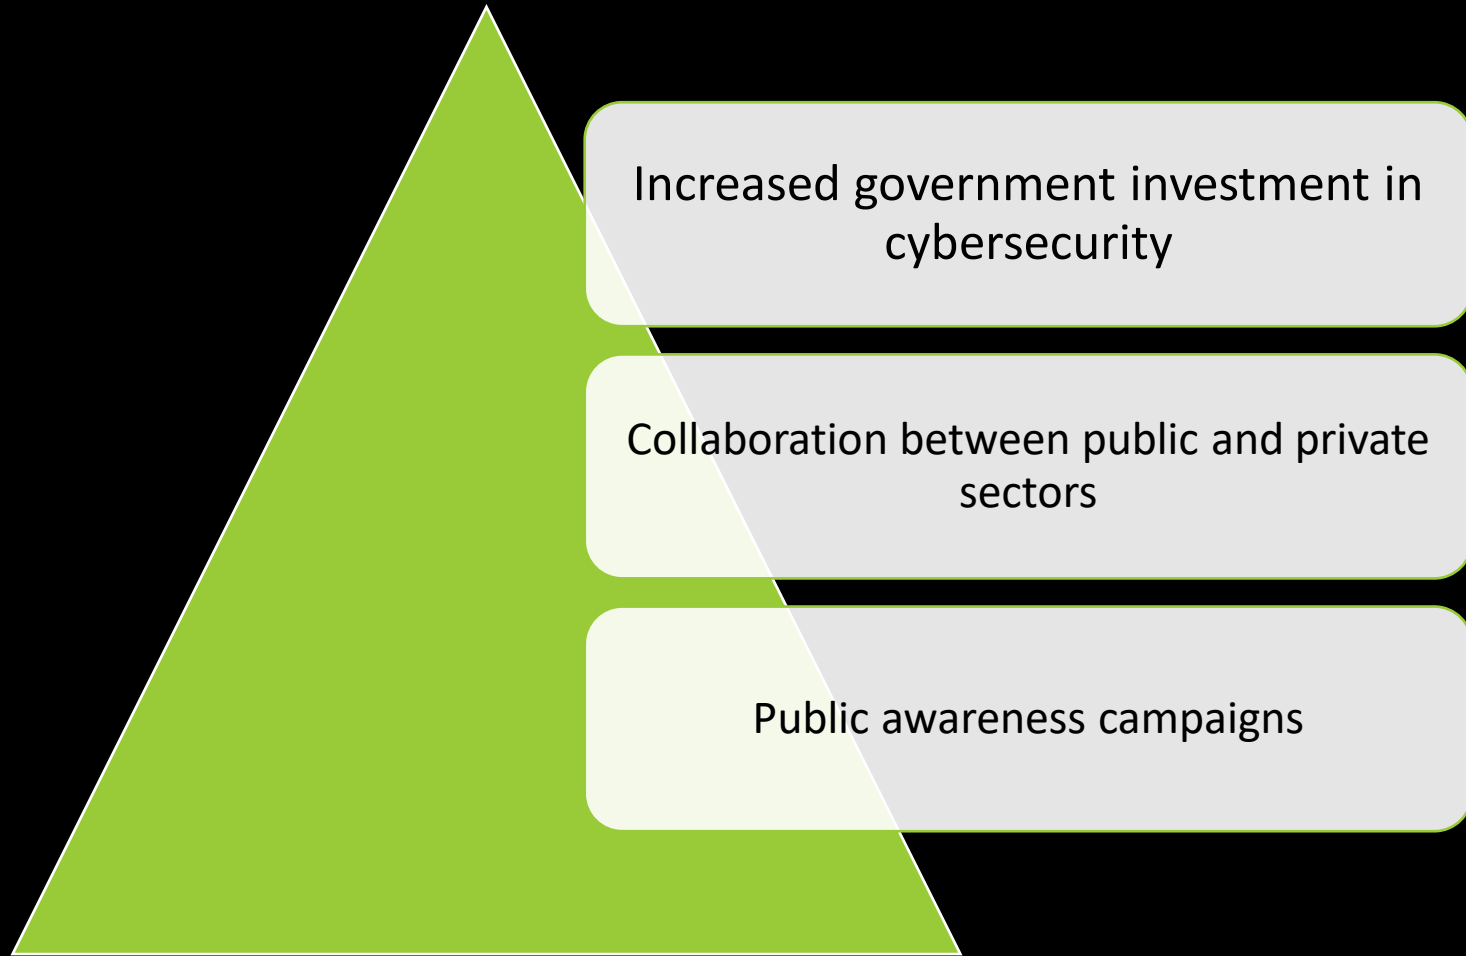 Increased government investment in
cybersecurity
Collaboration between public and private
sectors
Public awareness campaigns